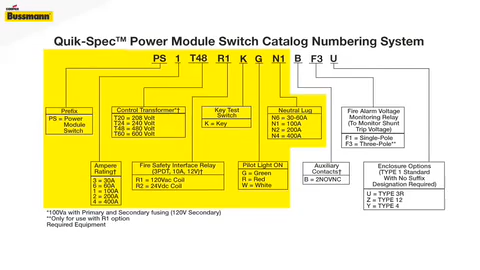 COOPER
Bussmann
Quik-Spec™ Power Module Switch Catalog Numbering System
PS 1 T48 R1 K G N1 B F3 U
Prefix
PS = Power
Module
Switch
Control Transformer*†
T20 = 208 Volt
T24 = 240 Volt
T48 = 480 Volt
T60 = 600 Volt
Key Test
Switch
K = Key
Neutral Lug
N6 = 30-60A
N1 = 100A
N2 = 200A
N4 = 400A
Fire Alarm Voltage
Monitoring Relay
(To Monitor Shunt
Trip Voltage)
F1 = Single-Pole
F3 = Three-Pole**
Ampere
Rating†
3 = 30A
6 = 60A
1 = 100A
2 = 200A
4 = 400A
Fire Safety Interface Relay
(3PDT, 10A, 12V)†
R1 = 120Vac Coil
R2 = 24Vdc Coil
Pilot Light ON
G = Green
R = Red
W = White
Auxiliary
Contacts†
B = 2NOVNC
Enclosure Options
(TYPE 1 Standard
With No Suffix
Designation Required)
U = TYPE 3R
Z = TYPE 12
Y = TYPE 4
*100Va with Primary and Secondary fusing (120V Secondary)
**Only for use with R1 option
Required Equipment